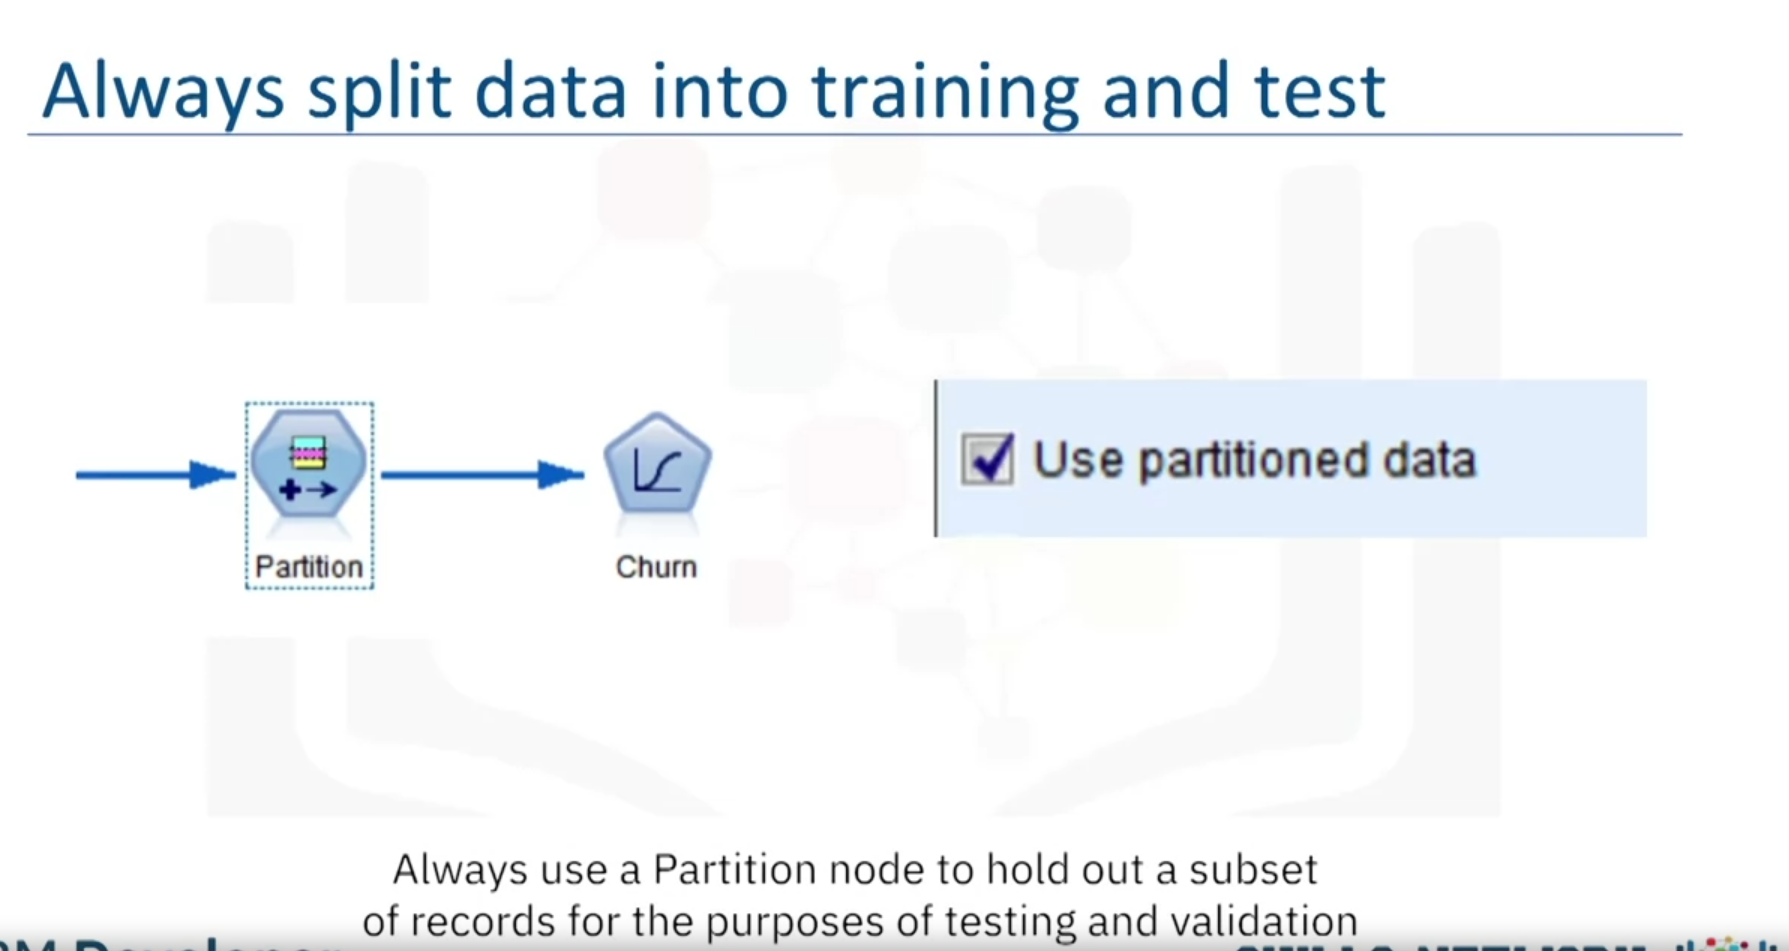 Always split data into training and test
Use partitioned data
Partition
Churn
Always use a Partition node to hold out a subset
of records for the purposes of testing and validation